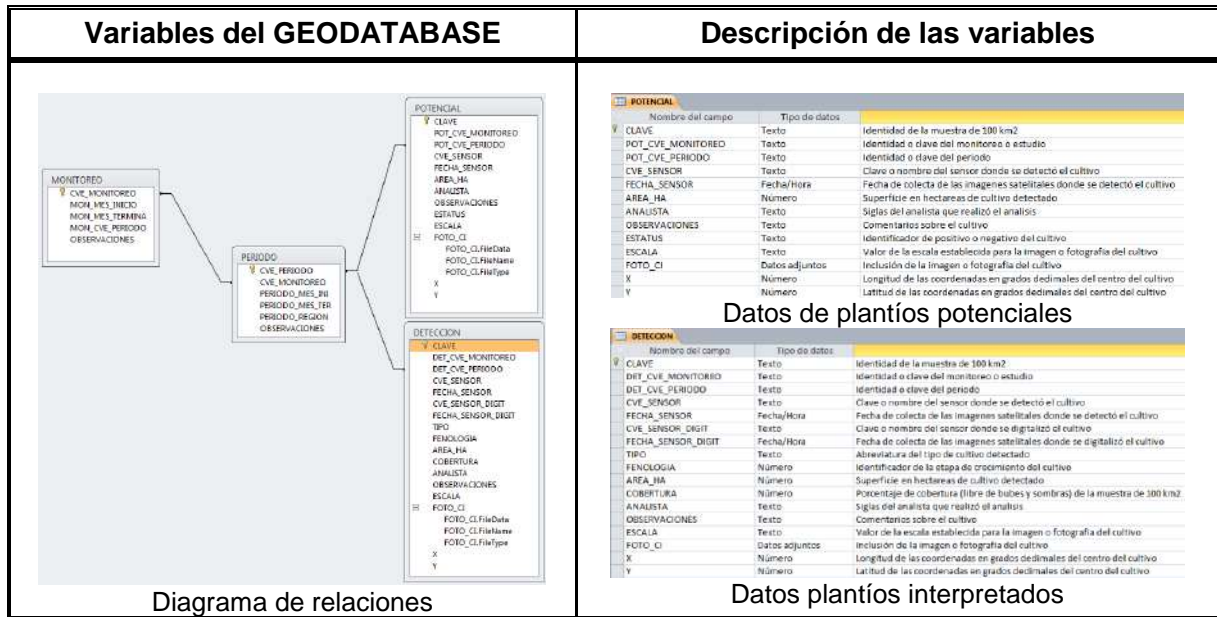 Variables del GEODATABASE
Descripción de las variables
MONITOREO
CVE_MONITOREO
MON_MES_INICIO
MON_MES_TERMINA
MON_CVE_PERIODO
OBSERVACIONES
PERIODO
CVE_PERIODO
CVE_MONITOREO
PERIODO_MES_INI
PERIODO_MES_TER
PERIODO_REGION
OBSERVACIONES
POTENCIAL
CLAVE
POT_CVE_MONITOREO
POT_CVE_PERIODO
CVE_SENSOR
FECHA_SENSOR
AREA_HA
ANALISTA
OBSERVACIONES
ESTATUS
ESCALA
FOTO_CI
FOTO_CI.FileData
FOTO_CI.FileName
FOTO_CI.FileType
X
Y
DETECCION
CLAVE
DET_CVE_MONITOREO
DET_CVE_PERIODO
CVE_SENSOR
FECHA_SENSOR
CVE_SENSOR_DIGIT
FECHA_SENSOR_DIGIT
TIPO
FENOLOGIA
AREA_HA
COBERTURA
ANALISTA
OBSERVACIONES
ESCALA
FOTO_CI
FOTO_CI.FileData
FOTO_CI.FileName
FOTO_CI.FileType
X
Y
Diagrama de relaciones
POTENCIAL
Nombre del campo Tipo de datos
CLAVE Texto Identidad de la muestra de 100 km2
POT_CVE_MONITOREO Texto Identidad o clave del monitoreo o estudio
POT_CVE_PERIODO Texto Identidad o clave del periodo
CVE_SENSOR Texto Clave o nombre del sensor donde se detectó el cultivo
FECHA_SENSOR Fecha/Hora Fecha de colecta de las imagenes satelitales donde se detectó el cultivo
AREA_HA Número Superficie en hectareas de cultivo detectado
ANALISTA Texto Siglas del analista que realizó el analisis
OBSERVACIONES Texto Comentarios sobre el cultivo
ESTATUS Texto Identificador de positivo o negativo del cultivo
ESCALA Texto Valor de la escala establecida para la imagen o fotografía del cultivo
FOTO_CI Datos adjuntos Inclusión de la imagen o fotografía del cultivo
X Número Longitud de las coordenadas en grados dedimales del centro del cultivo
Y Número Latitud de las coordenadas en grados dedimales del centro del cultivo
Datos de plantíos potenciales
DETECCION
Nombre del campo Tipo de datos
CLAVE Texto Identidad de la muestra de 100 km2
DET_CVE_MONITOREO Texto Identidad o clave del monitoreo o estudio
DET_CVE_PERIODO Texto Identidad o clave del periodo
CVE_SENSOR Texto Clave o nombre del sensor donde se detectó el cultivo
FECHA_SENSOR Fecha/Hora Fecha de colecta de las imagenes satelitales donde se detectó el cultivo
CVE_SENSOR_DIGIT Texto Clave o nombre del sensor donde se digitalizó el cultivo
FECHA_SENSOR_DIGIT Fecha/Hora Fecha de colecta de las imagenes satelitales donde se digitalizó el cultivo
TIPO Texto Abreviatura del tipo de cultivo detectado
FENOLOGIA Número Identificador de la etapa de crecimiento del cultivo
AREA_HA Número Superficie en hectareas de cultivo detectado
COBERTURA Número Porcentaje de cobertura (libre de bubes y sombras) de la muestra de 100 km2
ANALISTA Texto Siglas del analista que realizó el analisis
OBSERVACIONES Texto Comentarios sobre el cultivo
ESCALA Texto Valor de la escala establecida para la imagen o fotografía del cultivo
FOTO_CI Datos adjuntos Inclusión de la imagen o fotografía del cultivo
X Número Longitud de las coordenadas en grados dedimales del centro del cultivo
Y Número Latitud de las coordenadas en grados dedimales del centro del cultivo
Datos plantíos interpretados